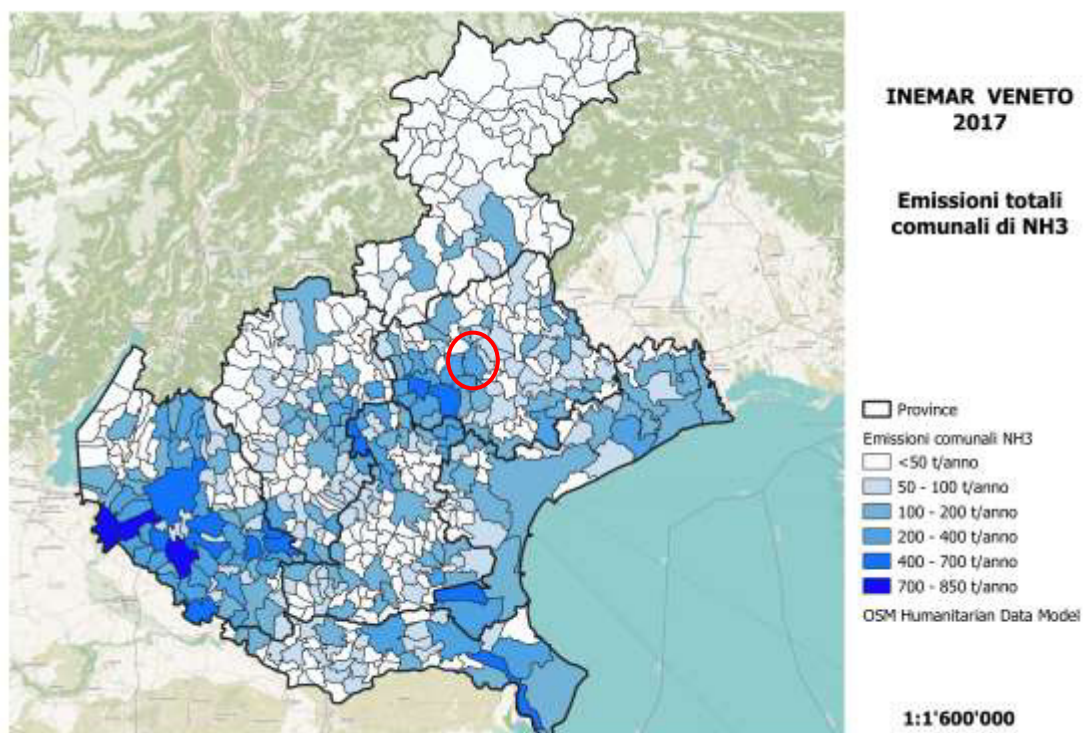 INEMAR VENETO
2017
Emissioni totali
comunali di NH3
Province
Emissioni comunali NH3
<50 t/anno
50 - 100 t/anno
100 - 200 t/anno
200 - 400 t/anno
400 - 700 t/anno
700 - 850 t/anno
OSM Humanitarian Data Model
1:1'600'000